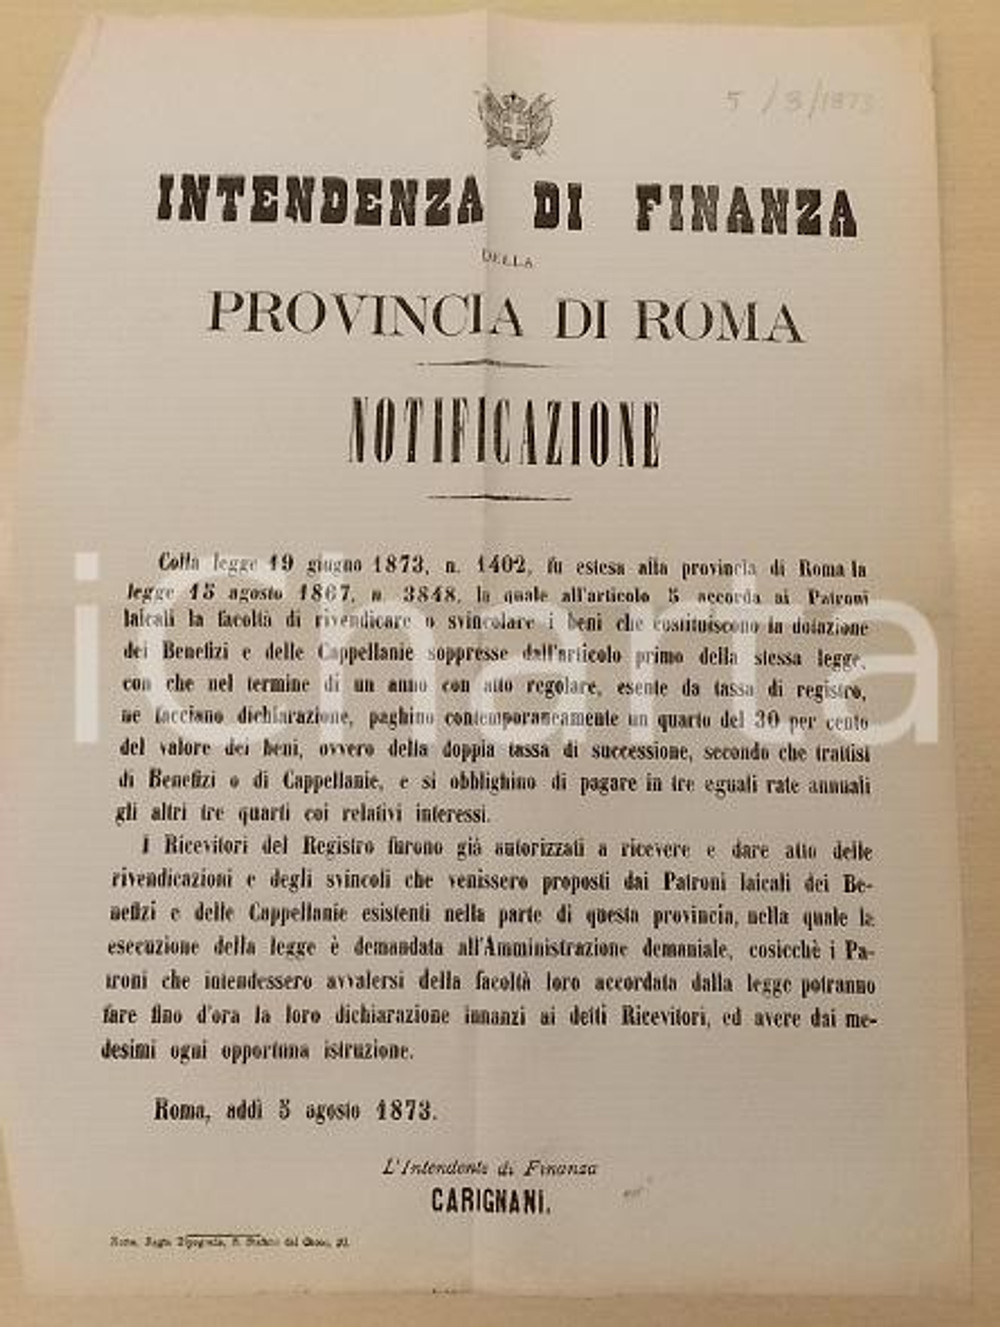 5/8/1873
INTENDENZA DI FINANZA
DELLA
PROVINCIA DI ROMA
NOTIFICAZIONE
Colla legge 19 giugno 1873, n. 1402, fu estesa alla provincia di Roma la
legge 15 agosto 1867, n. 3848, la quale all'articolo 5 accorda ai Patroni
laicali la facoltà di rivendicare o svincolare i beni che costituiscono la dotazione
dei Benefizi e delle Cappellanie soppresse dall'articolo primo della stessa legge,
con che nel termine di un anno con atto regolare, esente da tassa di registro,
ne facciano dichiarazione, paghino contemporaneamente un quarto del 30 per cento
del valore dei beni, ovvero della doppia tassa di successione, secondo che trattisi
di Benefizi o di Cappellanie, e si obblighino di pagare in tre eguali rate annuali
gli altri tre quarti coi relativi interessi.
I Ricevitori del Registro furono già autorizzati a ricevere e dare atto delle
rivendicazioni e degli svincoli che venissero proposti dai Patroni laicali dei Be-
nefizi e delle Cappellanie esistenti nella parte di questa provincia, nella quale la
esecuzione della legge è demandata all'Amministrazione demaniale, cosicchè i Pa-
troni che intendessero avvalersi della facoltà loro accordata dalla legge potranno
fare fino d'ora la loro dichiarazione innanzi ai detti Ricevitori, ed avere dai me-
desimi ogni opportuna istruzione.
Roma, addì 5 agosto 1873.
L'Intendente di Finanza
CARIGNANI.
Roma, Regia Tipografia, S. Stefano del Cacco,
iCharta